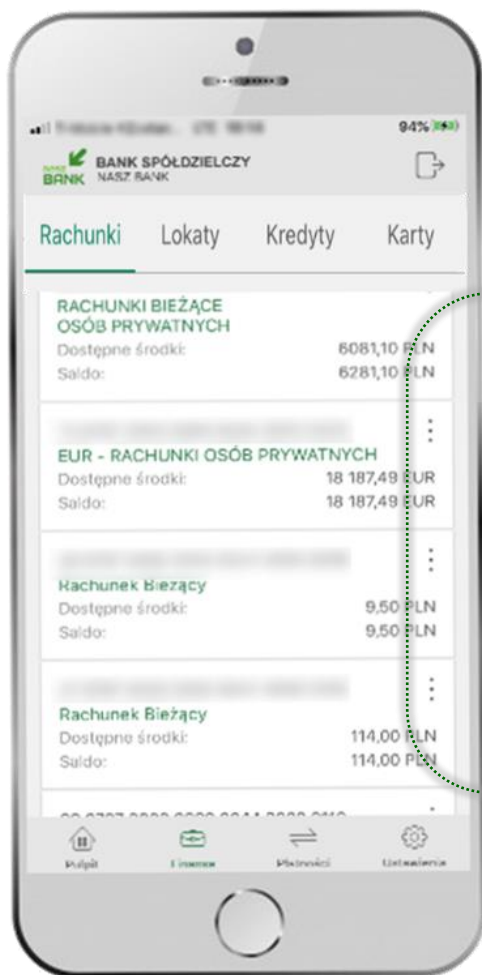 94%
NASZ BANK BANK SPÓŁDZIELCZY
NASZ BANK
Rachunki Lokaty Kredyty Karty
RACHUNKI BIEŻĄCE
OSÓB PRYWATNYCH
Dostępne środki: 6081,10 PLN
Saldo: 6281,10 PLN
EUR - RACHUNKI OSÓB PRYWATNYCH
Dostępne środki: 18 187,49 EUR
Saldo: 18 187,49 EUR
Rachunek Bieżący
Dostępne środki: 9,50 PLN
Saldo: 9,50 PLN
Rachunek Bieżący
Dostępne środki: 114,00 PLN
Saldo: 114,00 PLN
Pulpit Finanse Płatności Ustawienia